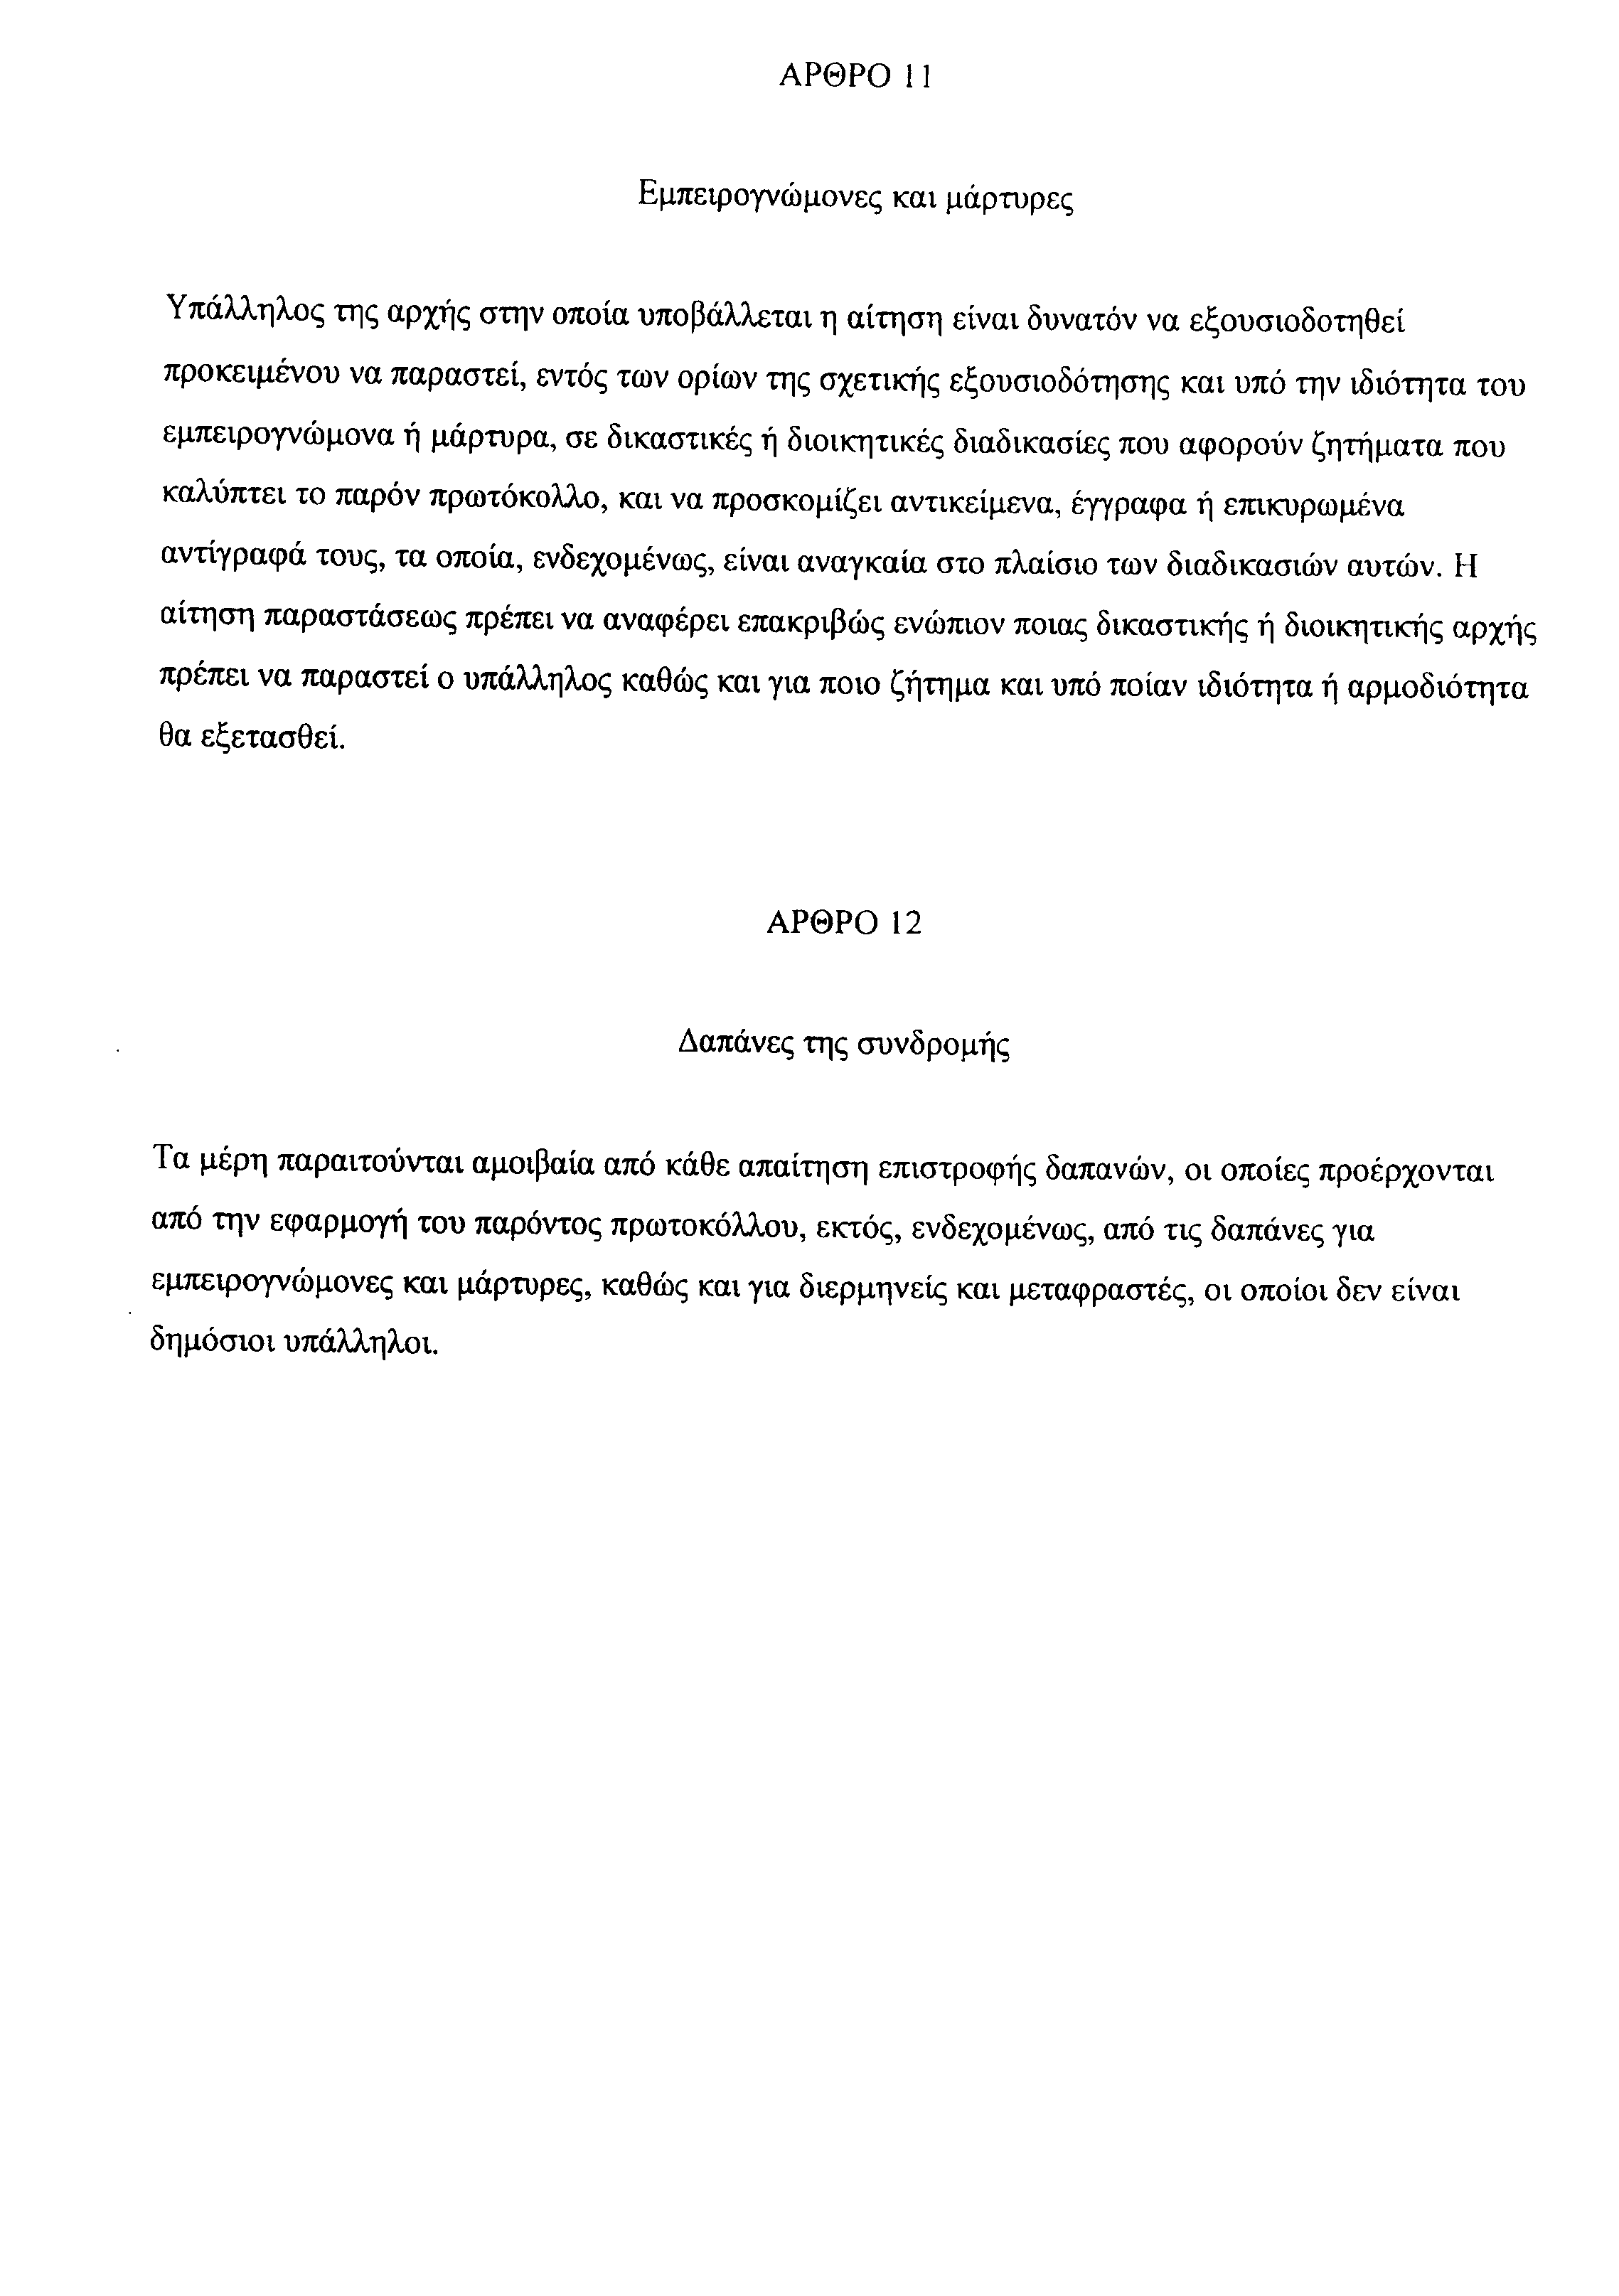 ΑΡΘΡΟ 11
Εμπειρογνώμονες και μάρτυρες
Υπάλληλος της αρχής στην οποία υποβάλλεται η αίτηση είναι δυνατόν να εξουσιοδοτηθεί
προκειμένου να παραστεί, εντός των ορίων της σχετικής εξουσιοδότησης και υπό την ιδιότητα του
εμπειρογνώμονα ή μάρτυρα, σε δικαστικές ή διοικητικές διαδικασίες που αφορούν ζητήματα που
καλύπτει το παρόν πρωτόκολλο, και να προσκομίζει αντικείμενα, έγγραφα ή επικυρωμένα
αντίγραφά τους, τα οποία, ενδεχομένως, είναι αναγκαία στο πλαίσιο των διαδικασιών αυτών. Η
αίτηση παραστάσεως πρέπει να αναφέρει επακριβώς ενώπιον ποιας δικαστικής ή διοικητικής αρχής
πρέπει να παραστεί ο υπάλληλος καθώς και για ποιο ζήτημα και υπό ποίαν ιδιότητα ή αρμοδιότητα
θα εξετασθεί.
ΑΡΘΡΟ 12
Δαπάνες της συνδρομής
Τα μέρη παραιτούνται αμοιβαία από κάθε απαίτηση επιστροφής δαπανών, οι οποίες προέρχονται
από την εφαρμογή του παρόντος πρωτοκόλλου, εκτός, ενδεχομένως, από τις δαπάνες για
εμπειρογνώμονες και μάρτυρες, καθώς και για διερμηνείς και μεταφραστές, οι οποίοι δεν είναι
δημόσιοι υπάλληλοι.